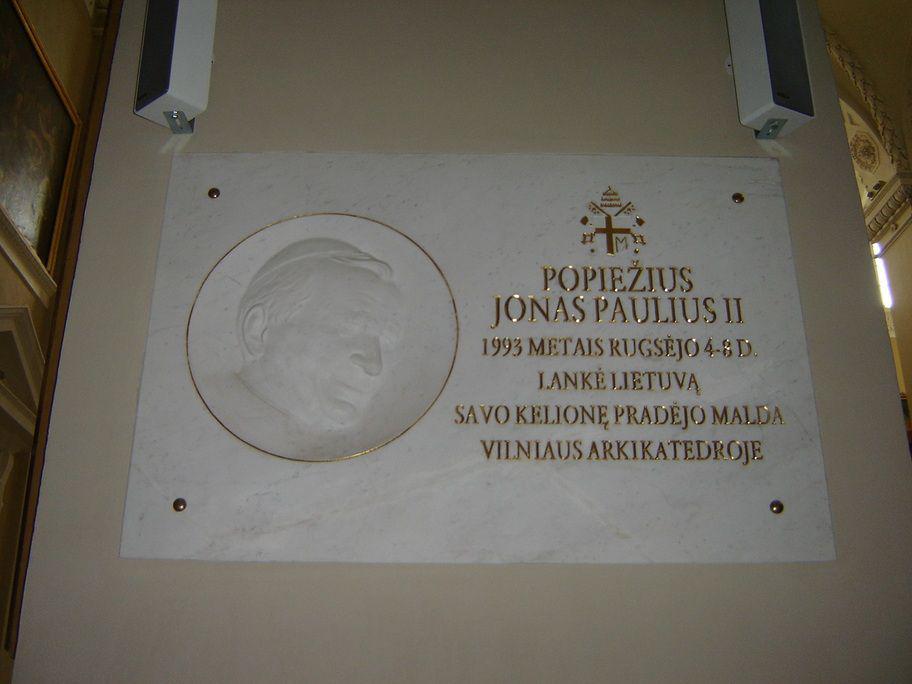 M
POPIEŽIUS
JONAS PAULIUS II
1993 METAIS RUGSĖJO 4-8 D.
LANKĖ LIETUVĄ
SAVO KELIONĘ PRADĖJO MALDA
VILNIAUS ARKIKATEDROJE